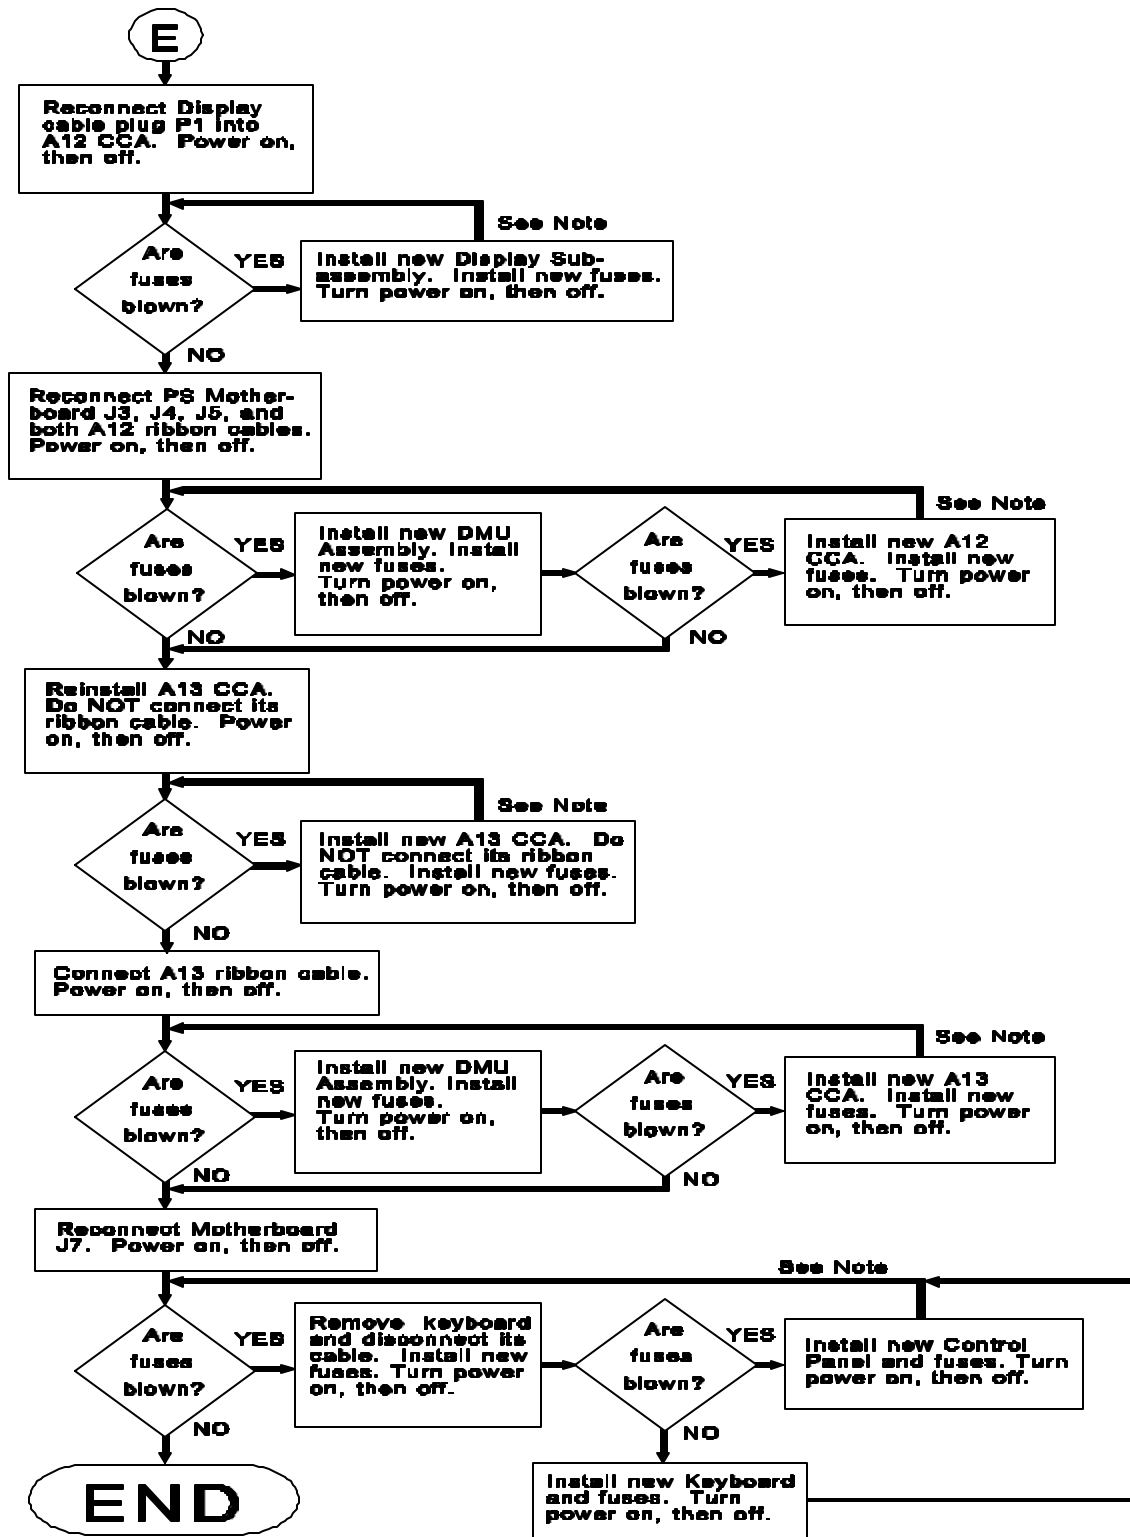 E
Reconnect Display
cable plug P1 into
A12 CCA. Power on,
then off.
See Note
Are
fuses
blown?
YES
Install new Display Sub-
assembly. Install new fuses.
Turn power on, then off.
NO
Reconnect PS Mother-
board J3, J4, J5, and
both A12 ribbon cables.
Power on, then off.
See Note
Are
fuses
blown?
YES
Install new DMU
Assembly. Install
new fuses.
Turn power on,
then off.
Are
fuses
blown?
YES
Install new A12
CCA. Install new
fuses. Turn power
on, then off.
NO
NO
Reinstall A13 CCA.
Do NOT connect its
ribbon cable. Power
on, then off.
See Note
Are
fuses
blown?
YES
Install new A13 CCA. Do
NOT connect its ribbon
cable. Install new fuses.
Turn power on, then off.
NO
Connect A13 ribbon cable.
Power on, then off.
See Note
Are
fuses
blown?
YES
Install new DMU
Assembly. Install
new fuses.
Turn power on,
then off.
Are
fuses
blown?
YES
Install new A13
CCA. Install new
fuses. Turn power
on, then off.
NO
NO
Reconnect Motherboard
J7. Power on, then off.
See Note
Are
fuses
blown?
YES
Remove keyboard
and disconnect its
cable. Install new
fuses. Turn power
on, then off.
Are
fuses
blown?
YES
Install new Control
Panel and fuses. Turn
power on, then off.
NO
NO
END
Install new Keyboard
and fuses. Turn
power on, then off.